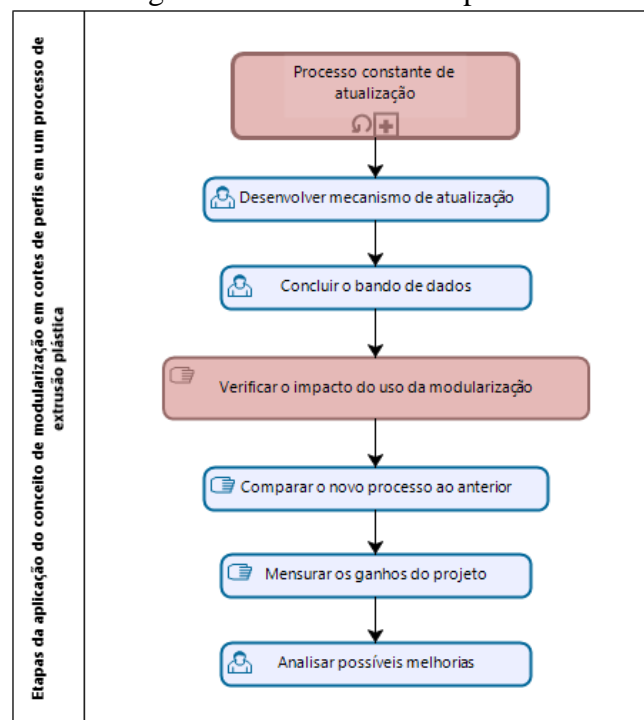 Etapas da aplicação do conceito de modularização em cortes de perfis em um processo de
extrusão plástica
Processo constante de
atualização
Desenvolver mecanismo de atualização
Concluir o bando de dados
Verificar o impacto do uso da modularização
Comparar o novo processo ao anterior
Mensurar os ganhos do projeto
Analisar possíveis melhorias